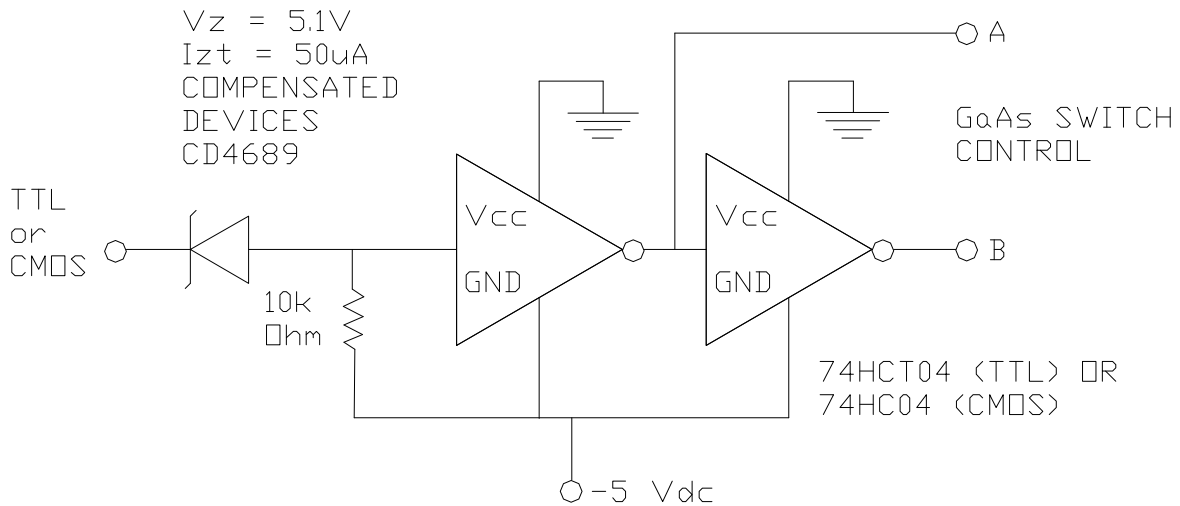 Vz = 5.1V
Izt = 50uA
COMPENSATED
DEVICES
CD4689
A
GaAs SWITCH
CONTROL
TTL
or
CMOS
Vcc
GND
Vcc
GND
B
10k
Ohm
74HCT04 (TTL) OR
74HC04 (CMOS)
-5 Vdc